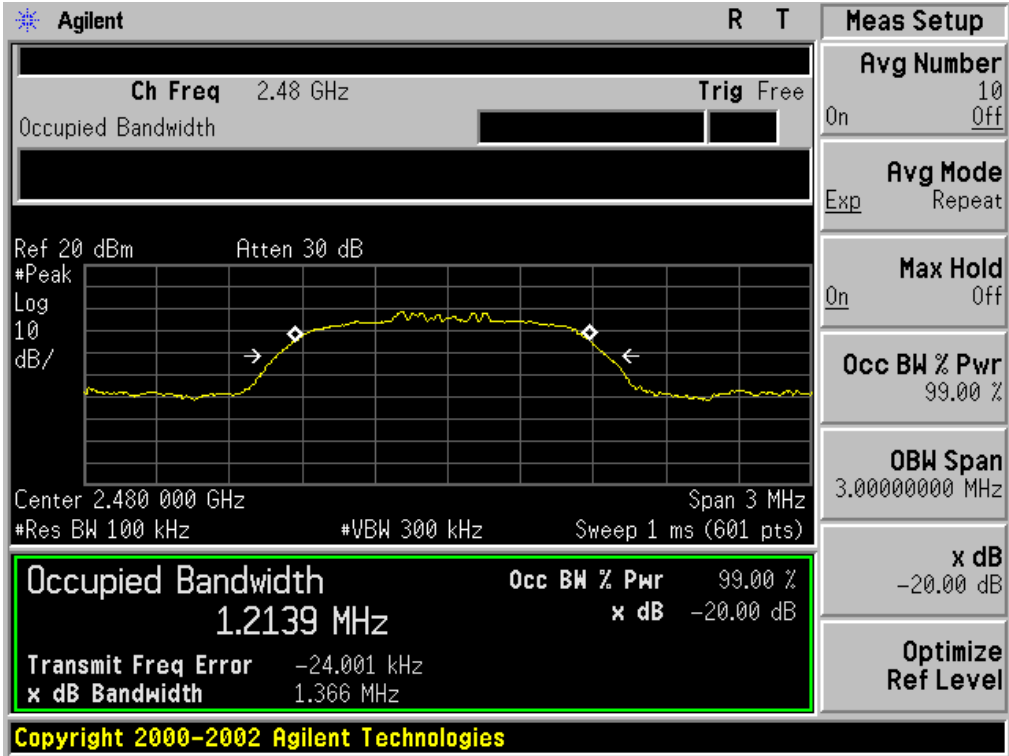 Agilent R T
Ch Freq 2.48 GHz Trig Free
Occupied Bandwidth
Ref 20 dBm Atten 30 dB
#Peak
Log
10
dB/
Center 2.480 000 GHz Span 3 MHz
#Res BW 100 kHz #VBW 300 kHz Sweep 1 ms (601 pts)
Occupied Bandwidth Occ BW % Pwr 99.00 %
1.2139 MHz x dB -20.00 dB
Transmit Freq Error -24.001 kHz
x dB Bandwidth 1.366 MHz
Copyright 2000-2002 Agilent Technologies
Meas Setup
Avg Number
10
On Off
Avg Mode
Exp Repeat
Max Hold
On Off
Occ BW % Pwr
99.00 %
OBW Span
3.00000000 MHz
x dB
-20.00 dB
Optimize
Ref Level